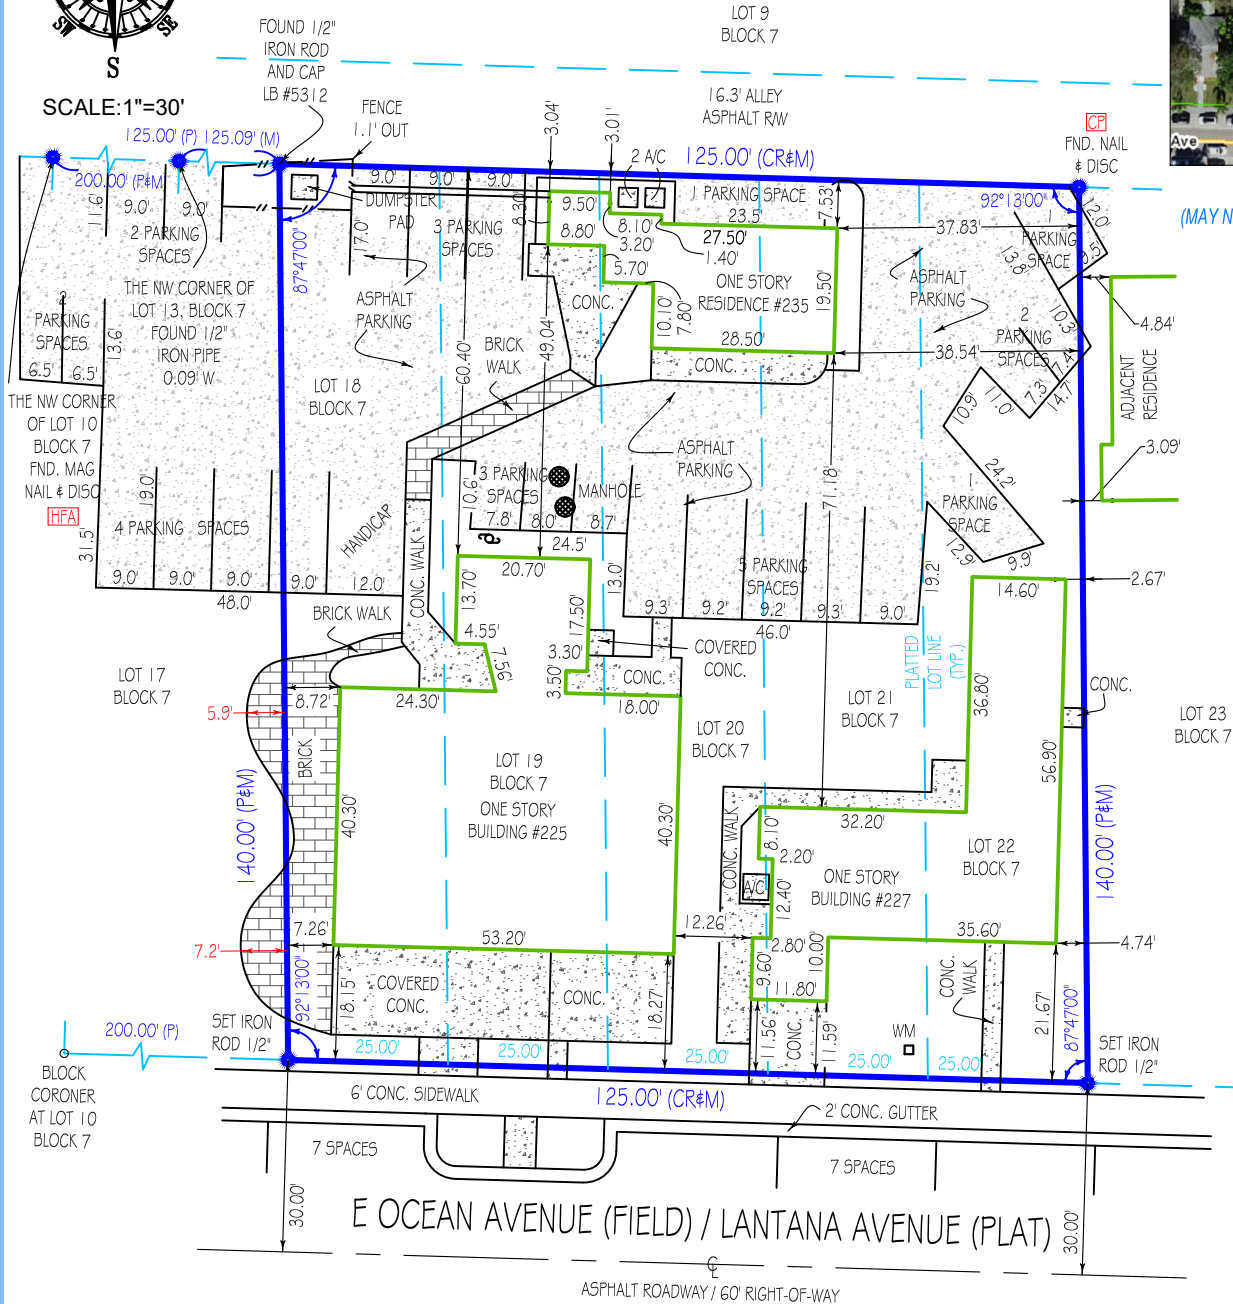 LOT 9
BLOCK 7
SW
SE
S
SCALE:1"=30'
FOUND 1/2"
IRON ROD
AND CAP
LB #5312
FENCE
1.1' OUT
16.3' ALLEY
ASPHALT R/W
CP
FND. NAIL
& DISC
Ave
(MAY N
125.00' (P)
125.09' (M)
200.00' (P&M)
125.00' (CR&M)
3.04'
3.01'
2 A/C
1 PARKING SPACE
7.53'
92°13'00"
87°47'00"
11.6'
9.0'
9.0'
2 PARKING
SPACES
DUMPSTER
PAD
17.0'
9.0'
9.0'
9.0'
8.30'
3 PARKING
SPACES
9.50'
8.80'
8.10'
3.20'
23.5'
27.50'
1.40'
5.70'
ONE STORY
RESIDENCE #235
19.50'
10.10'
7.80'
28.50'
37.83'
38.54'
1
PARKING
SPACE
12.0'
9.5'
13.8'
2
PARKING
SPACES
10.3'
7.4'
14.7'
7.3'
11.0'
10.9'
4.84'
ADJACENT
RESIDENCE
3.09'
ASPHALT
PARKING
THE NW CORNER OF
LOT 13, BLOCK 7
FOUND 1/2"
IRON PIPE
0.09' W
2
PARKING
SPACES
6.5'
6.5'
13.6'
THE NW CORNER
OF LOT 10
BLOCK 7
FND. MAG
NAIL & DISC
HFA
LOT 18
BLOCK 7
ASPHALT
PARKING
60.40'
49.04'
BRICK
WALK
CONC.
CONC.
ASPHALT
PARKING
71.18'
24.2'
1
PARKING
SPACE
12.9'
9.9'
19.2'
31.5'
19.0'
4 PARKING SPACES
9.0'
9.0'
9.0'
9.0'
12.0'
48.0'
HANDICAP
10.6'
3 PARKING
SPACES
MANHOLE
7.8'
8.0'
8.7'
24.5'
13.0'
5 PARKING
SPACES
9.3'
9.2'
9.2'
9.3'
9.0'
46.0'
CONC. WALK
BRICK WALK
20.70'
13.70'
17.50'
4.55'
7.56'
3.30'
3.50'
COVERED
CONC.
CONC.
18.00'
24.30'
8.72'
5.9'
BRICK
LOT 17
BLOCK 7
LOT 19
BLOCK 7
ONE STORY
BUILDING #225
40.30'
40.30'
LOT 20
BLOCK 7
LOT 21
BLOCK 7
PLATTED
LOT LINE
(TYP.)
14.60'
2.67'
36.80'
56.90'
CONC.
LOT 23
BLOCK 7
140.00' (P&M)
140.00' (P&M)
CONC. WALK
32.20'
8.10'
2.20'
A/C
12.40'
ONE STORY
BUILDING #227
LOT 22
BLOCK 7
35.60'
4.74'
7.26'
7.2'
53.20'
12.26'
2.80'
10.00'
9.60'
11.80'
COVERED
CONC.
CONC.
18.15'
18.27'
11.56'
CONC.
11.59'
CONC.
WALK
WM
21.67'
92°13'00"
87°47'00"
SET IRON
ROD 1/2"
SET IRON
ROD 1/2"
200.00' (P)
25.00'
25.00'
25.00'
25.00'
25.00'
BLOCK
CORONER
AT LOT 10
BLOCK 7
6' CONC. SIDEWALK
125.00' (CR&M)
2' CONC. GUTTER
7 SPACES
7 SPACES
30.00'
30.00'
E OCEAN AVENUE (FIELD) / LANTANA AVENUE (PLAT)
ASPHALT ROADWAY / 60' RIGHT-OF-WAY